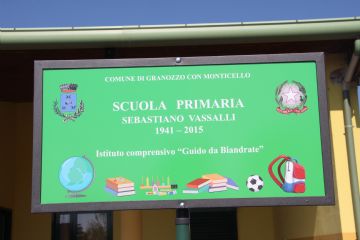 COMUNE DI GRANOZZO CON MONTICELLO
SCUOLA PRIMARIA
SEBASTIANO VASSALLI
1941 – 2015
Istituto comprensivo “Guido da Biandrate”